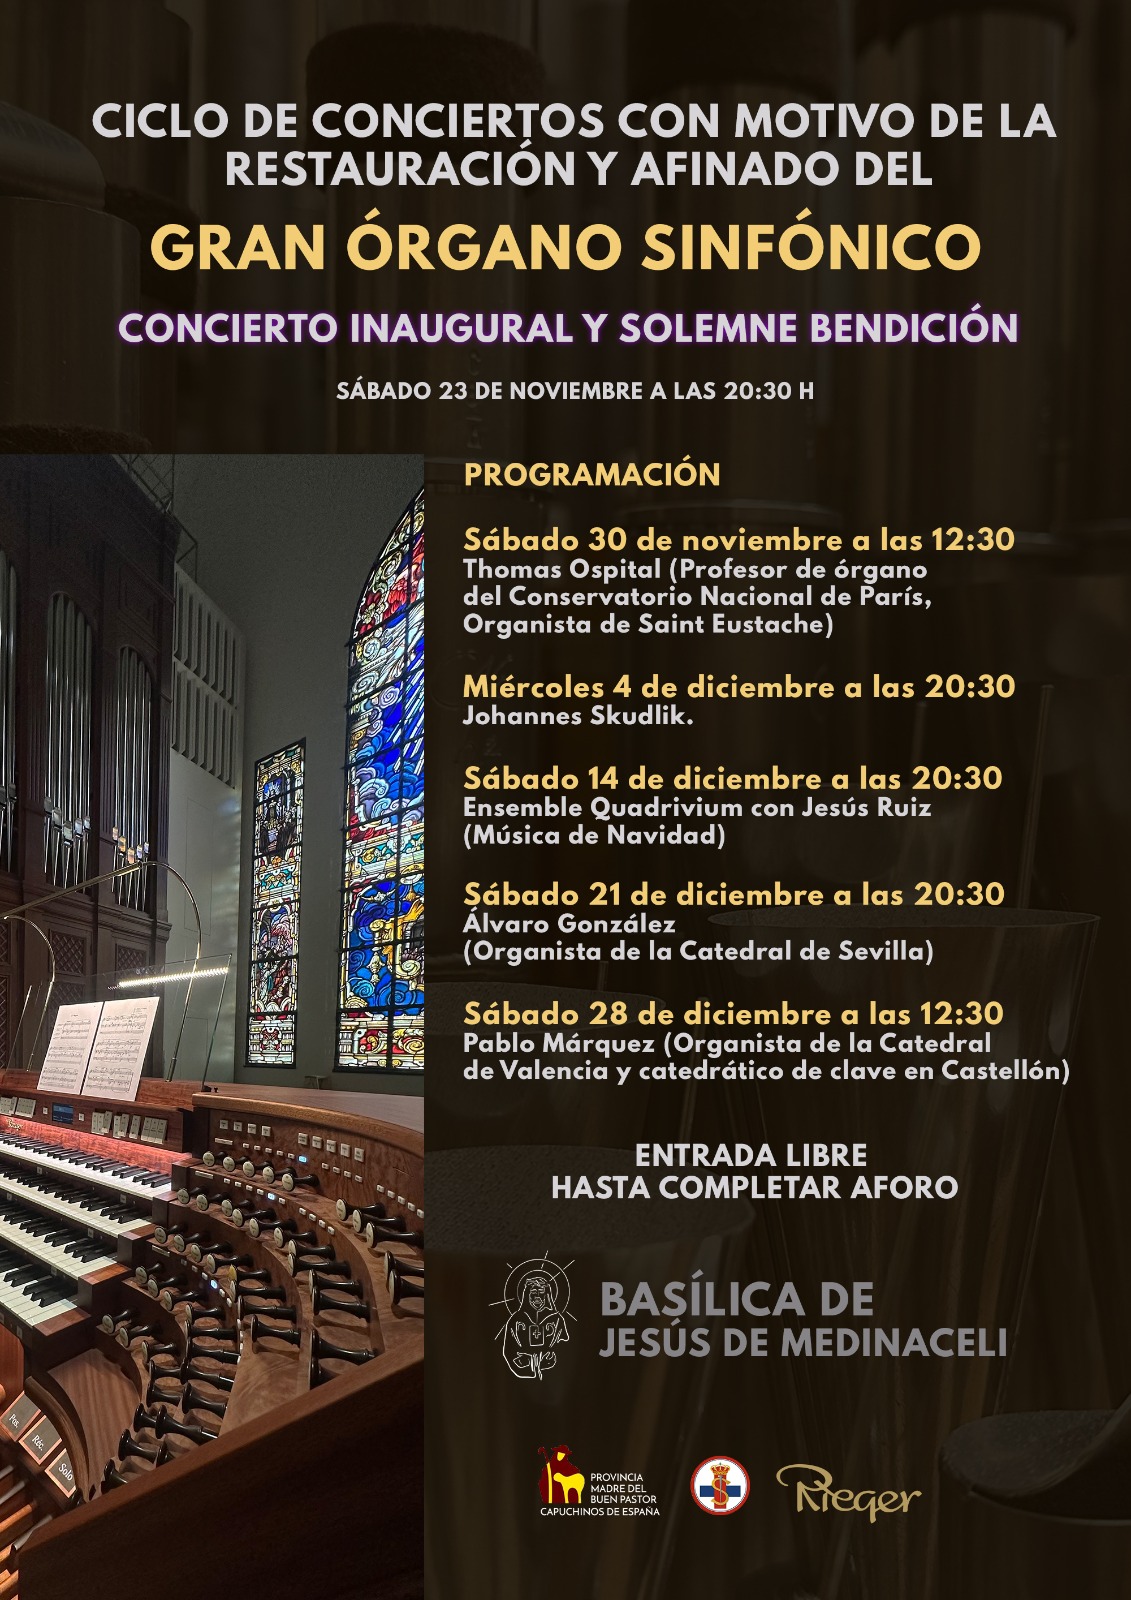 CICLO DE CONCIERTOS CON MOTIVO DE LA
RESTAURACIÓN Y AFINADO DEL
GRAN ÓRGANO SINFÓNICO
CONCIERTO INAUGURAL Y SOLEMNE BENDICIÓN
SÁBADO 23 DE NOVIEMBRE A LAS 20:30 H
PROGRAMACIÓN
Sábado 30 de noviembre a las 12:30
Thomas Ospital (Profesor de órgano
del Conservatorio Nacional de París,
Organista de Saint Eustache)
Miércoles 4 de diciembre a las 20:30
Johannes Skudlik.
Sábado 14 de diciembre a las 20:30
Ensemble Quadrivium con Jesús Ruiz
(Música de Navidad)
Sábado 21 de diciembre a las 20:30
Álvaro González
(Organista de la Catedral de Sevilla)
Sábado 28 de diciembre a las 12:30
Pablo Márquez (Organista de la Catedral
de Valencia y catedrático de clave en Castellón)
ENTRADA LIBRE
HASTA COMPLETAR AFORO
BASÍLICA DE
JESÚS DE MEDINACELI
Pos.
Réc.
Solo
PROVINCIA
MADRE DEL
BUEN PASTOR
CAPUCHINOS DE ESPAÑA
Rieger